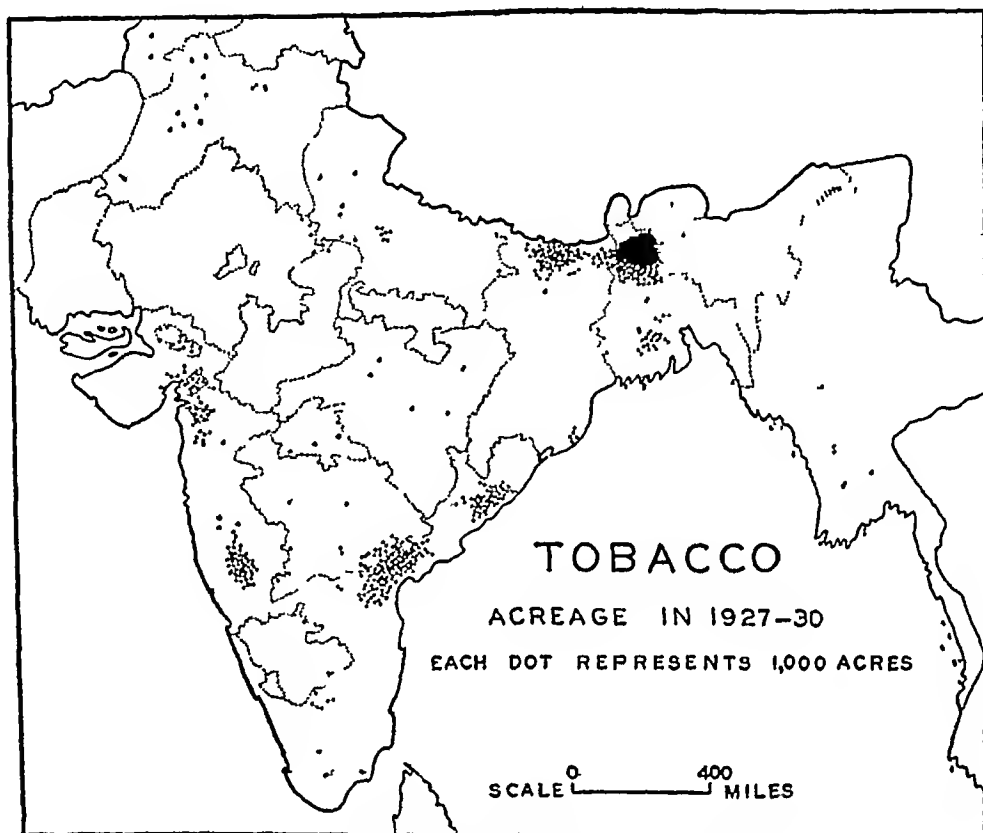 TOBACCO
ACREAGE IN 1927-30
EACH DOT REPRESENTS 1,000 ACRES
0 400
SCALE MILES